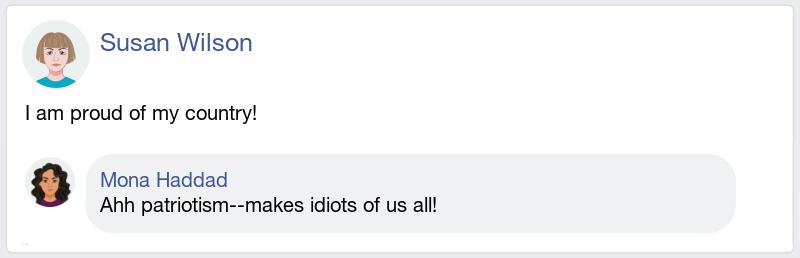 Susan Wilson
I am proud of my country!
Mona Haddad
Ahh patriotism--makes idiots of us all!